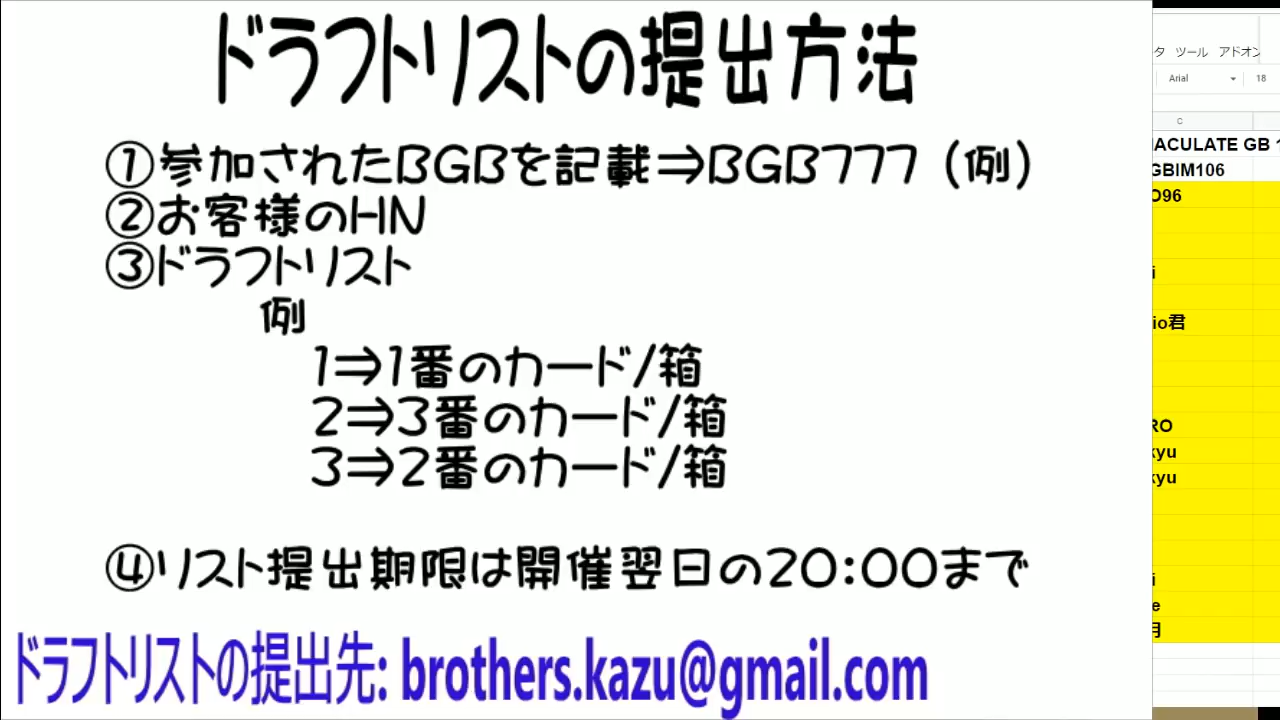 ドラフトリストの提出方法
①参加されたBGBを記載⇒BGB777（例）
②お客様のHN
③ドラフトリスト
例
1⇒1番のカード/箱
2⇒3番のカード/箱
3⇒2番のカード/箱
④リスト提出期限は開催翌日の20:00まで
ドラフトリストの提出先: brothers.kazu@gmail.com
タ ツール アドオン
Arial 18
C
ACULATE GB
GBIM106
96
i
io君
RO
kyu
kyu
i
e
月